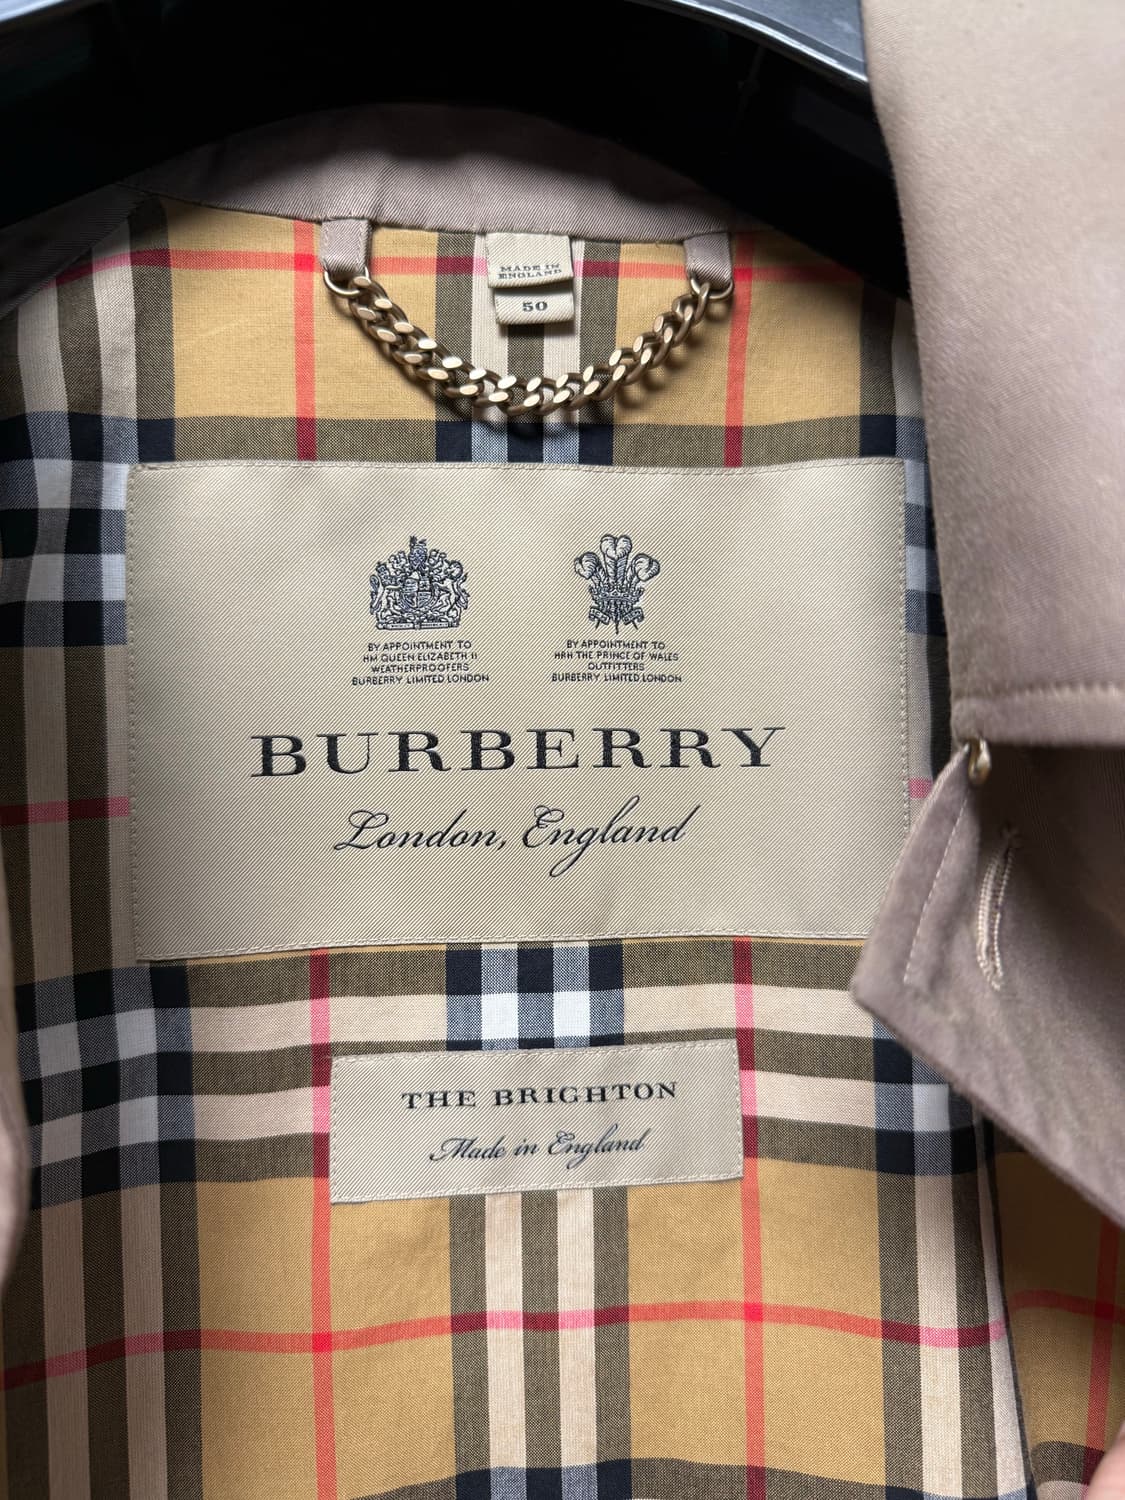 MADE IN
ENGLAND
50
BY APPOINTMENT TO
HM QUEEN ELIZABETH II
WEATHERPROOFERS
BURBERRY LIMITED LONDON
BY APPOINTMENT TO
HRH THE PRINCE OF WALES
OUTFITTERS
BURBERRY LIMITED LONDON
BURBERRY
London, England
THE BRIGHTON
Made in England